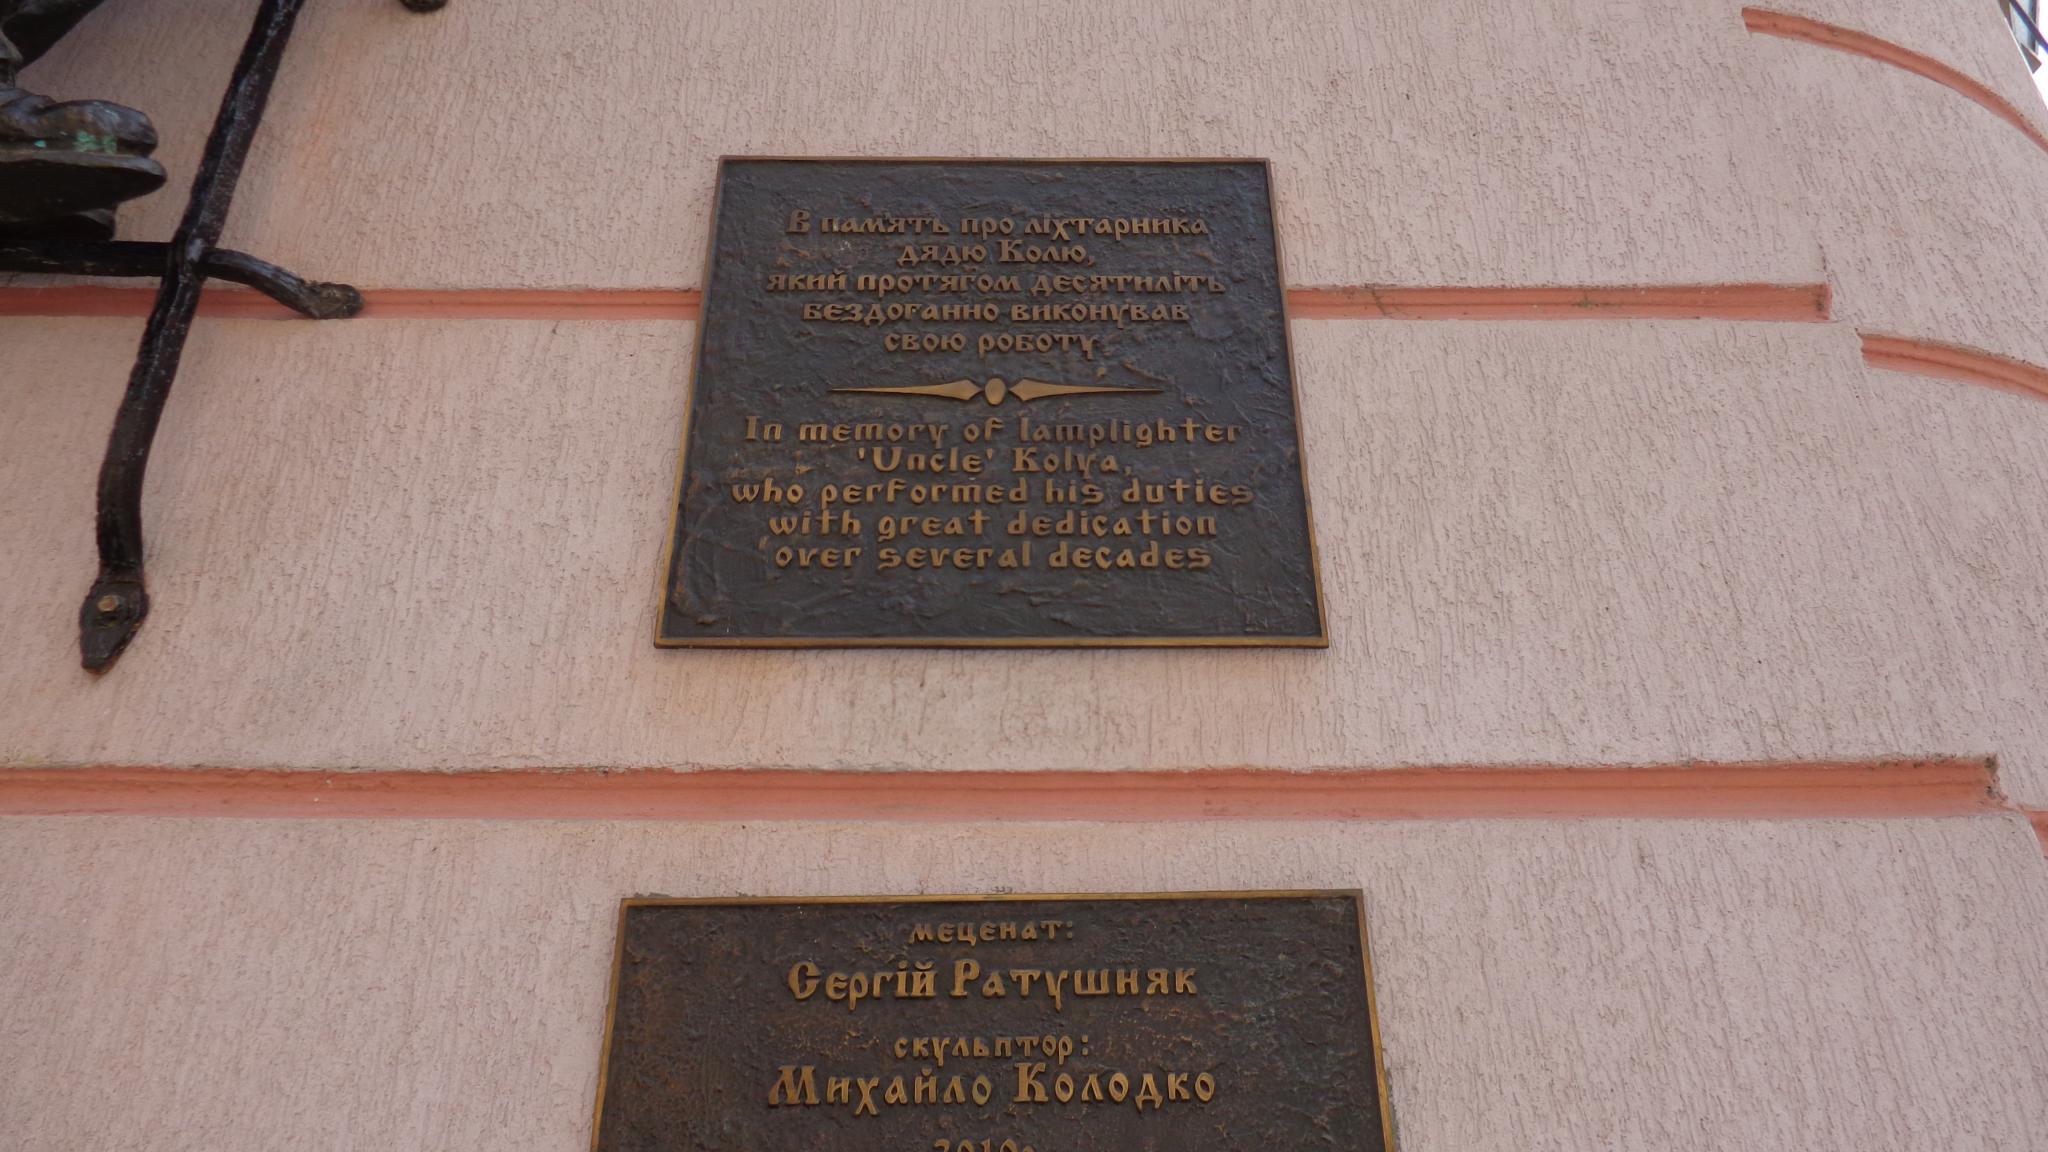 В память про ліхтарника
дядю Колю,
який протягом десятиліть
бездоганно виконував
свою роботу
In memory of lamplighter
'Uncle' Kolya,
who performed his duties
with great dedication
over several decades
меценат:
Сергій Ратушняк
скульптор:
Михайло Колодко